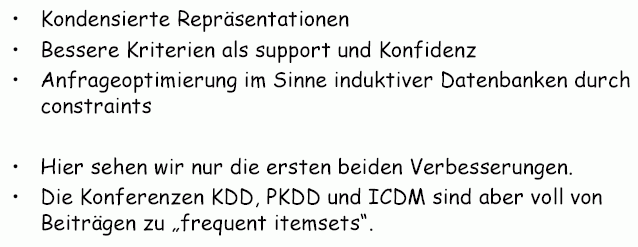 • Kondensierte Repräsentationen
• Bessere Kriterien als support und Konfidenz
• Anfrageoptimierung im Sinne induktiver Datenbanken durch
constraints
• Hier sehen wir nur die ersten beiden Verbesserungen.
• Die Konferenzen KDD, PKDD und ICDM sind aber voll von
Beiträgen zu „frequent itemsets“.